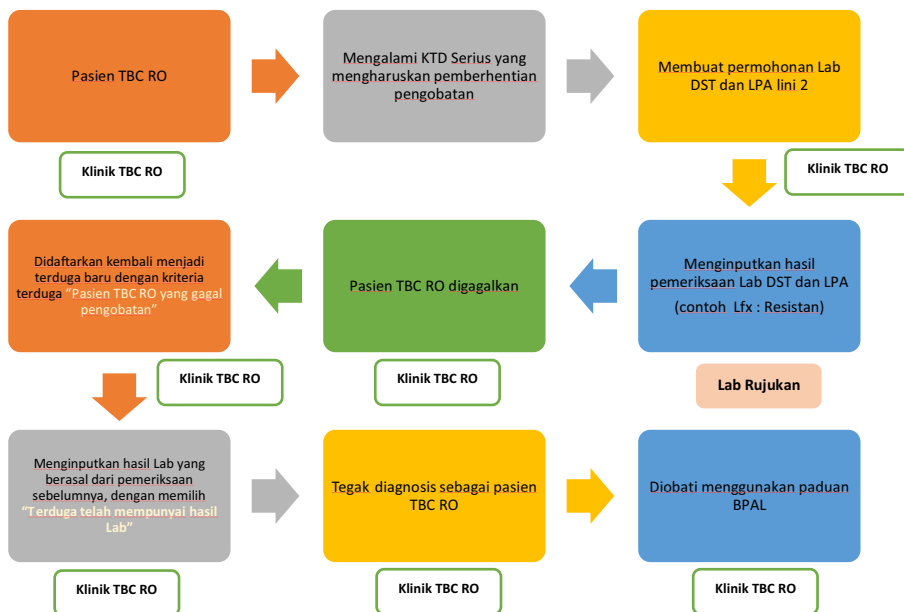 Pasien TBC RO
Klinik TBC RO
Mengalami KTD Serius yang
mengharuskan pemberhentian
pengobatan
Membuat permohonan Lab
DST dan LPA lini 2
Klinik TBC RO
Menginputkan hasil
pemeriksaan Lab DST dan LPA
(contoh Lfx : Resistan)
Lab Rujukan
Pasien TBC RO digagalkan
Klinik TBC RO
Didaftarkan kembali menjadi
terduga baru dengan kriteria
terduga “Pasien TBC RO yang gagal
pengobatan”
Klinik TBC RO
Menginputkan hasil Lab yang
berasal dari pemeriksaan
sebelumnya, dengan memilih
“Terduga telah mempunyai hasil
Lab”
Klinik TBC RO
Tegak diagnosis sebagai pasien
TBC RO
Klinik TBC RO
Diobati menggunakan paduan
BPAL
Klinik TBC RO